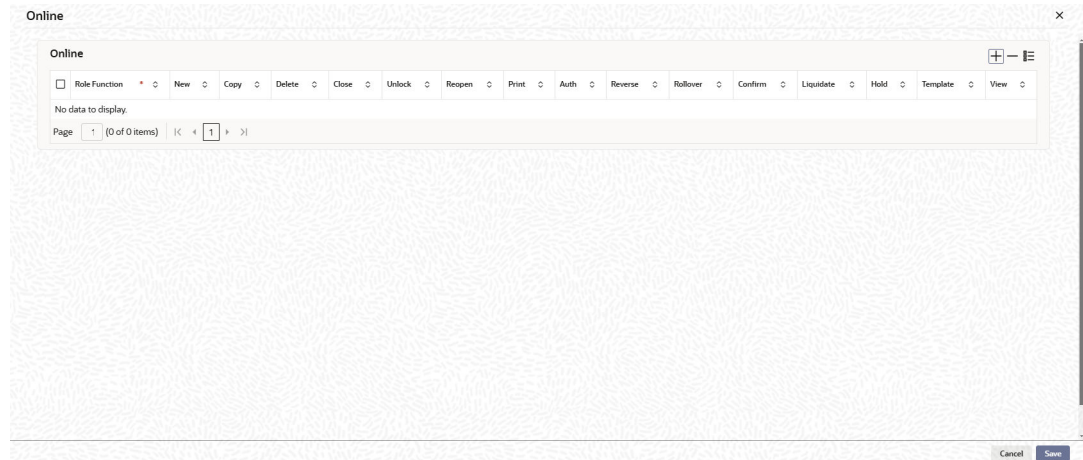 Online
Online
Role Function * New Copy Delete Close Unlock Reopen Print Auth Reverse Rollover Confirm Liquidate Hold Template View
No data to display.
Page 1 (0 of 0 items) 1
Cancel Save